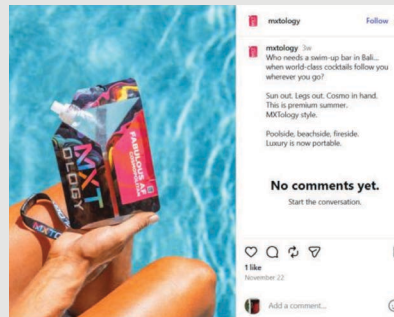 mxtology
Follow
mxtology 3w
Who needs a swim-up bar in Bali...
when world-class cocktails follow you
wherever you go?
Sun out. Legs out. Cosmo in hand.
This is premium summer.
MXTology style.
Poolside, beachside, fireside.
Luxury is now portable.
No comments yet.
Start the conversation.
1 like
November 22
Add a comment...
MXT
OLOGY
FABULOUS AF
MXTO